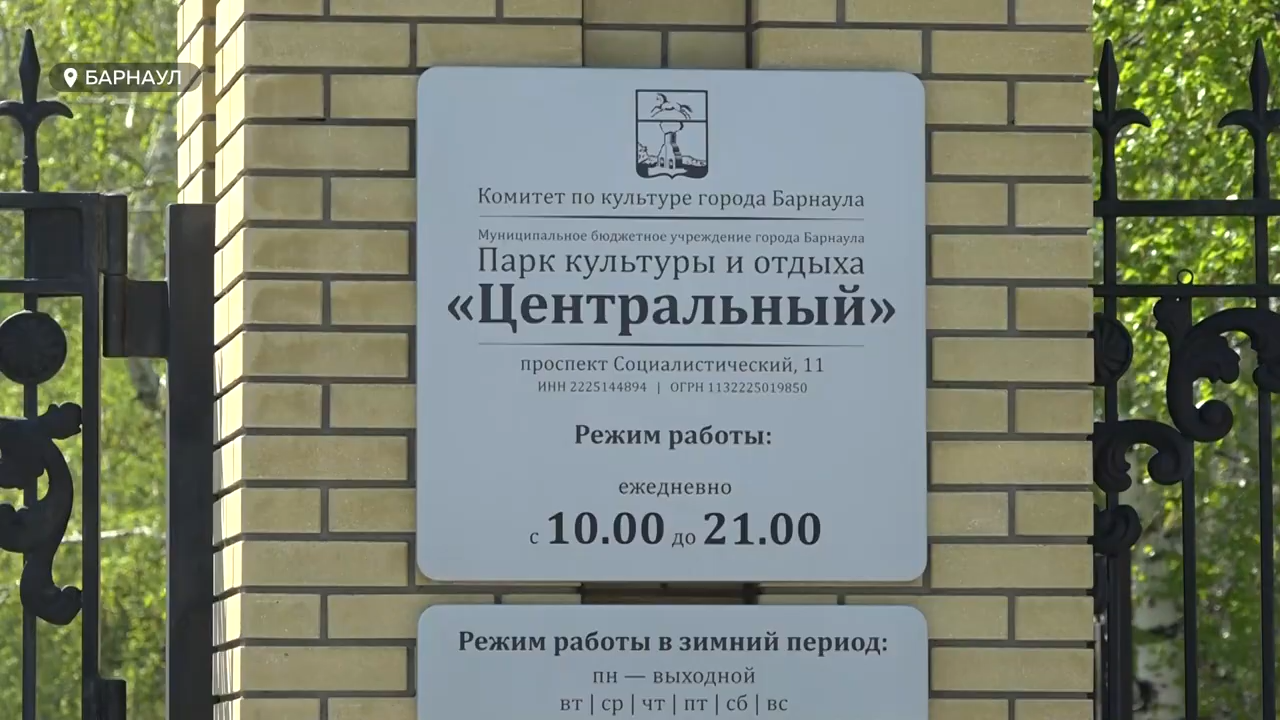 БАРНАУЛ
Комитет по культуре города Барнаула
Муниципальное бюджетное учреждение города Барнаула
Парк культуры и отдыха
«Центральный»
проспект Социалистический, 11
ИНН 2225144894 | ОГРН 1132225019850
Режим работы:
ежедневно
с 10.00 до 21.00
Режим работы в зимний период:
пн — выходной
вт | ср | чт | пт | сб | вс